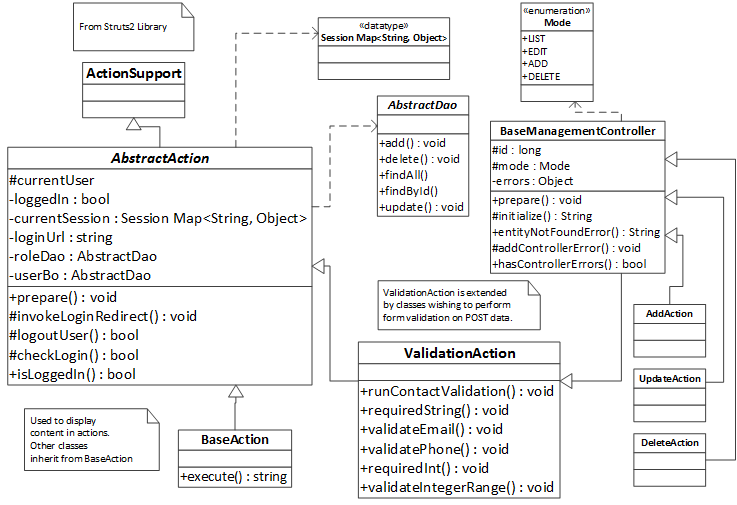 From Struts2 Library
ActionSupport
«datatype»
Session Map<String, Object>
«enumeration»
Mode
+LIST
+EDIT
+ADD
+DELETE
AbstractDao
+add() : void
+delete() : void
+findAll()
+findById()
+update() : void
BaseManagementController
#id : long
#mode : Mode
-errors : Object
+prepare() : void
#initialize() : String
+entityNotFoundError() : String
#addControllerError() : void
+hasControllerErrors() : bool
AbstractAction
#currentUser
-loggedIn : bool
-currentSession : Session Map<String, Object>
-loginUrl : string
-roleDao : AbstractDao
-userBo : AbstractDao
+prepare() : void
#invokeLoginRedirect() : void
#logoutUser() : bool
#checkLogin() : bool
+isLoggedIn() : bool
ValidationAction is extended
by classes wishing to perform
form validation on POST data.
AddAction
ValidationAction
+runContactValidation() : void
+requiredString() : void
+validateEmail() : void
+validatePhone() : void
+requiredInt() : void
+validateIntegerRange() : void
UpdateAction
DeleteAction
Used to display
content in actions.
Other classes
inherit from BaseAction
BaseAction
+execute() : string